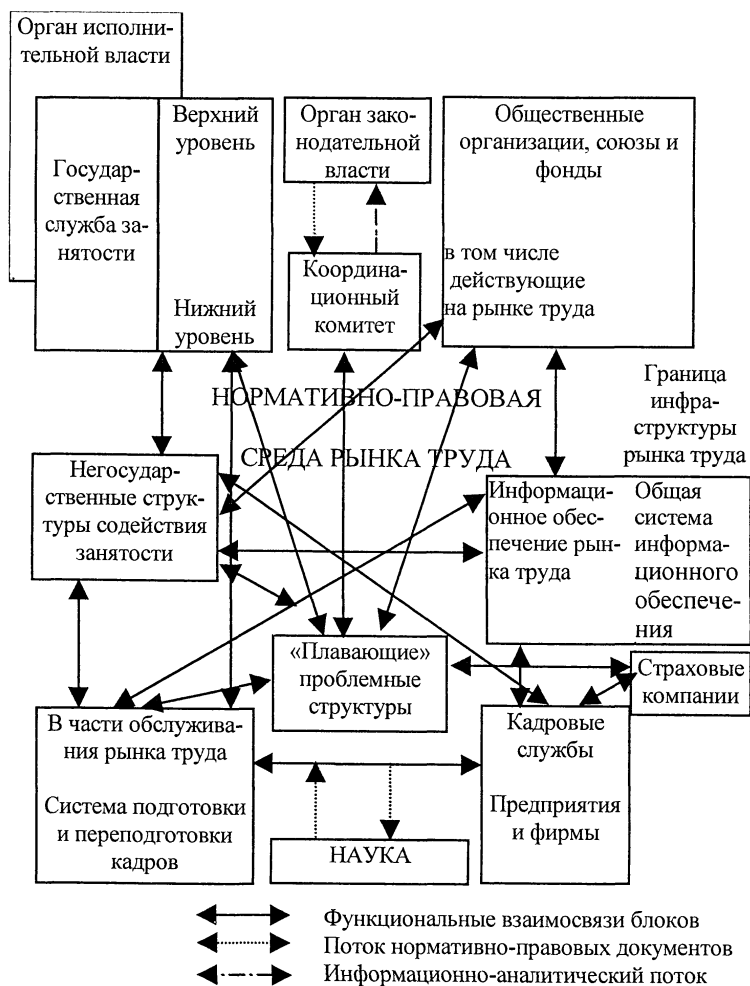 Орган исполни-
тельной власти
Государ-
ственная
служба за-
нятости
Верхний
уровень
Нижний
уровень
Орган зако-
нодательной
власти
Координа-
ционный
комитет
Общественные
организации, союзы и
фонды
в том числе
действующие
на рынке труда
НОРМАТИВНО-ПРАВОВАЯ
СРЕДА РЫНКА ТРУДА
Граница
инфра-
структуры
рынка труда
Негосудар-
ственные струк-
туры содействия
занятости
Информаци-
онное обес-
печение рын-
ка труда
Общая
система
информа-
ционного
обеспече-
ния
«Плавающие»
проблемные
структуры
Страховые
компании
В части обслужива-
ния рынка труда
Система подготовки
и переподготовки
кадров
Кадровые
службы
Предприятия
и фирмы
НАУКА
Функциональные взаимосвязи блоков
Поток нормативно-правовых документов
Информационно-аналитический поток